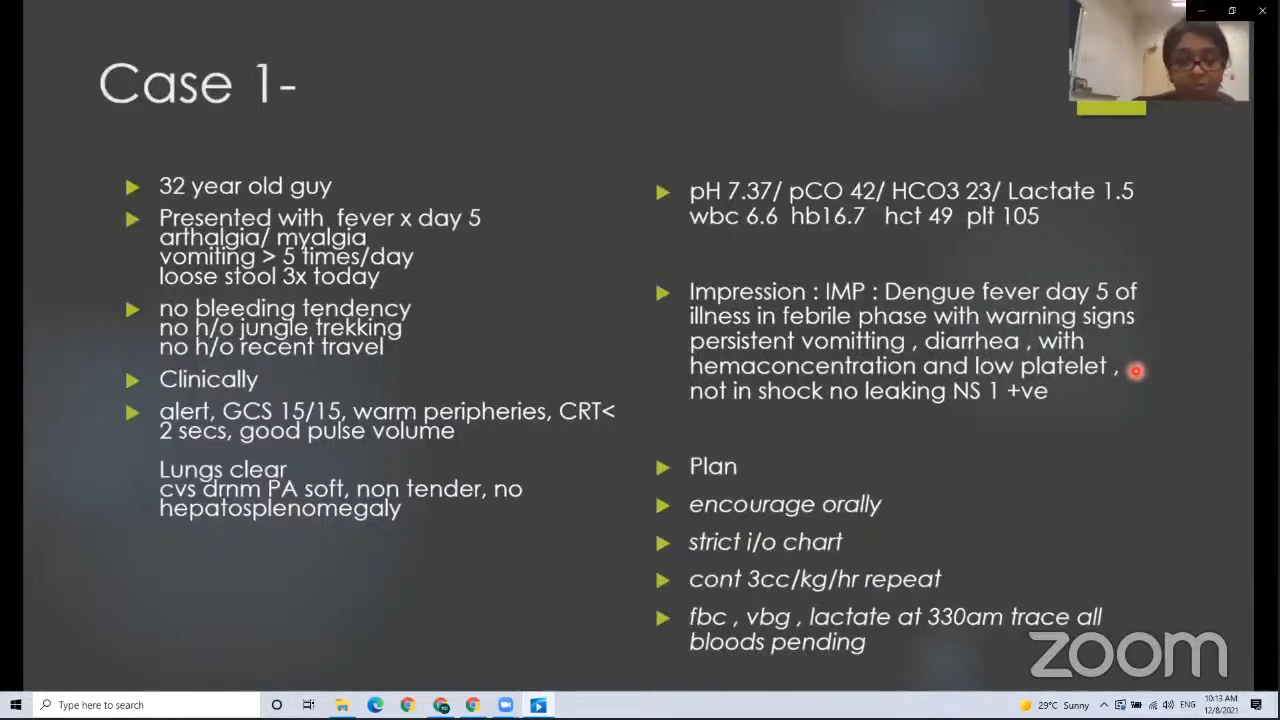 Case 1-
32 year old guy
Presented with fever x day 5
arthalgia/ myalgia
vomiting > 5 times/day
loose stool 3x today
no bleeding tendency
no h/o jungle trekking
no h/o recent travel
Clinically
alert, GCS 15/15, warm peripheries, CRT<
2 secs, good pulse volume
Lungs clear
cvs drnm PA soft, non tender, no
hepatosplenomegaly
pH 7.37/ pCO 42/ HCO3 23/ Lactate 1.5
wbc 6.6 hb16.7 hct 49 plt 105
Impression : IMP : Dengue fever day 5 of
illness in febrile phase with warning signs
persistent vomitting , diarrhea , with
hemaconcentration and low platelet ,
not in shock no leaking NS 1 +ve
Plan
encourage orally
strict i/o chart
cont 3cc/kg/hr repeat
fbc , vbg , lactate at 330am trace all
bloods pending
zoom
Type here to search
29°C Sunny
ENG
10:13 AM
12/8/2021